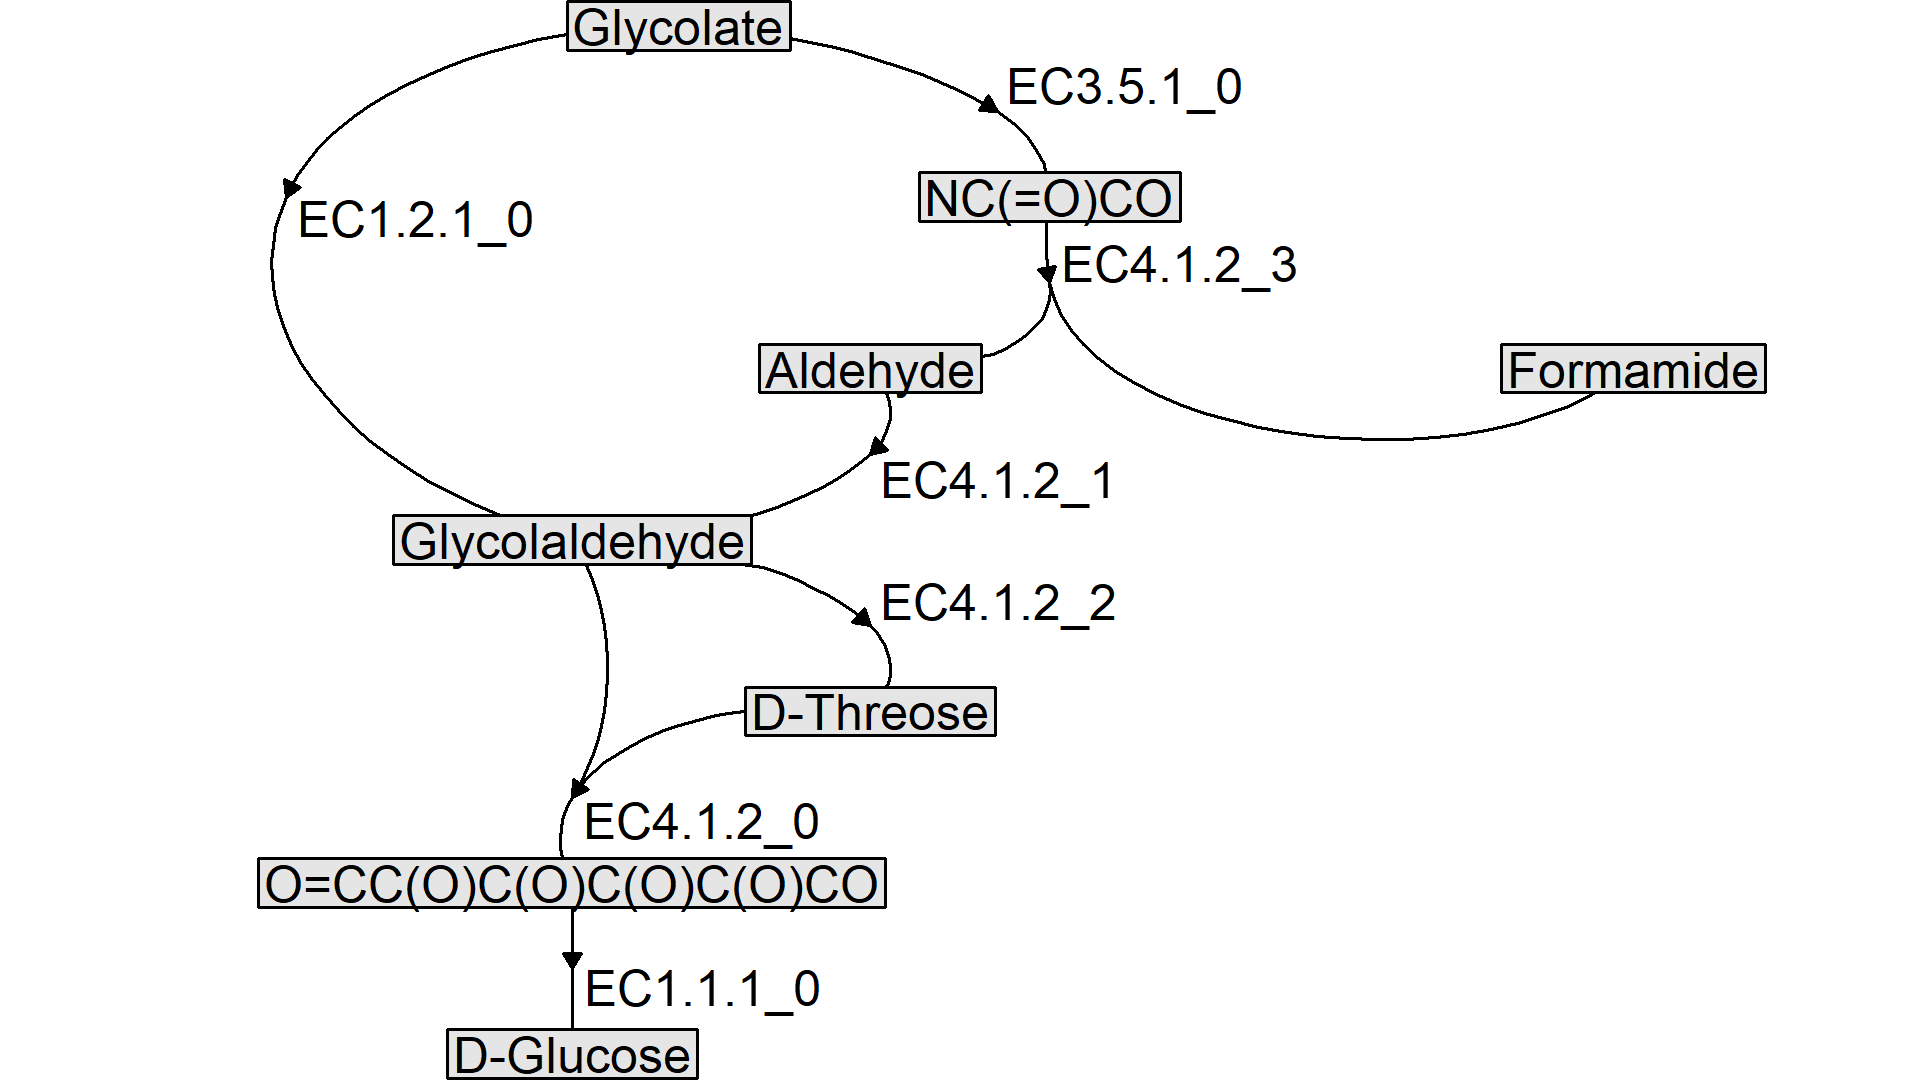 Glycolate
EC3.5.1_0
NC(=O)CO
EC1.2.1_0
EC4.1.2_3
Aldehyde
Formamide
EC4.1.2_1
Glycolaldehyde
EC4.1.2_2
D-Threose
EC4.1.2_0
O=CC(O)C(O)C(O)C(O)CO
EC1.1.1_0
D-Glucose